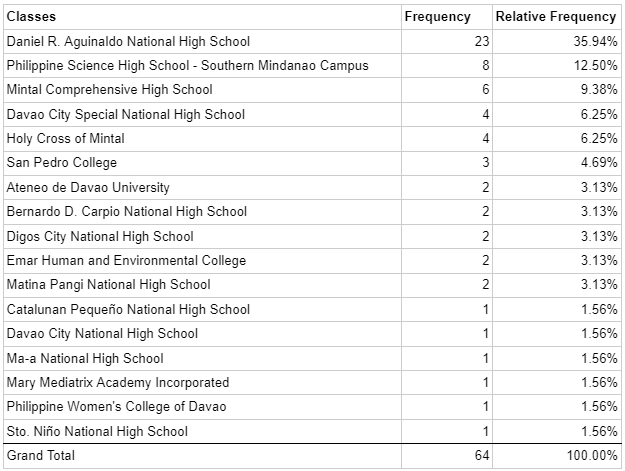 Classes Frequency Relative Frequency
Daniel R. Aguinaldo National High School 23 35.94%
Philippine Science High School - Southern Mindanao Campus 8 12.50%
Mintal Comprehensive High School 6 9.38%
Davao City Special National High School 4 6.25%
Holy Cross of Mintal 4 6.25%
San Pedro College 3 4.69%
Ateneo de Davao University 2 3.13%
Bernardo D. Carpio National High School 2 3.13%
Digos City National High School 2 3.13%
Emar Human and Environmental College 2 3.13%
Matina Pangi National High School 2 3.13%
Catalunan Pequeño National High School 1 1.56%
Davao City National High School 1 1.56%
Ma-a National High School 1 1.56%
Mary Mediatrix Academy Incorporated 1 1.56%
Philippine Women's College of Davao 1 1.56%
Sto. Niño National High School 1 1.56%
Grand Total 64 100.00%